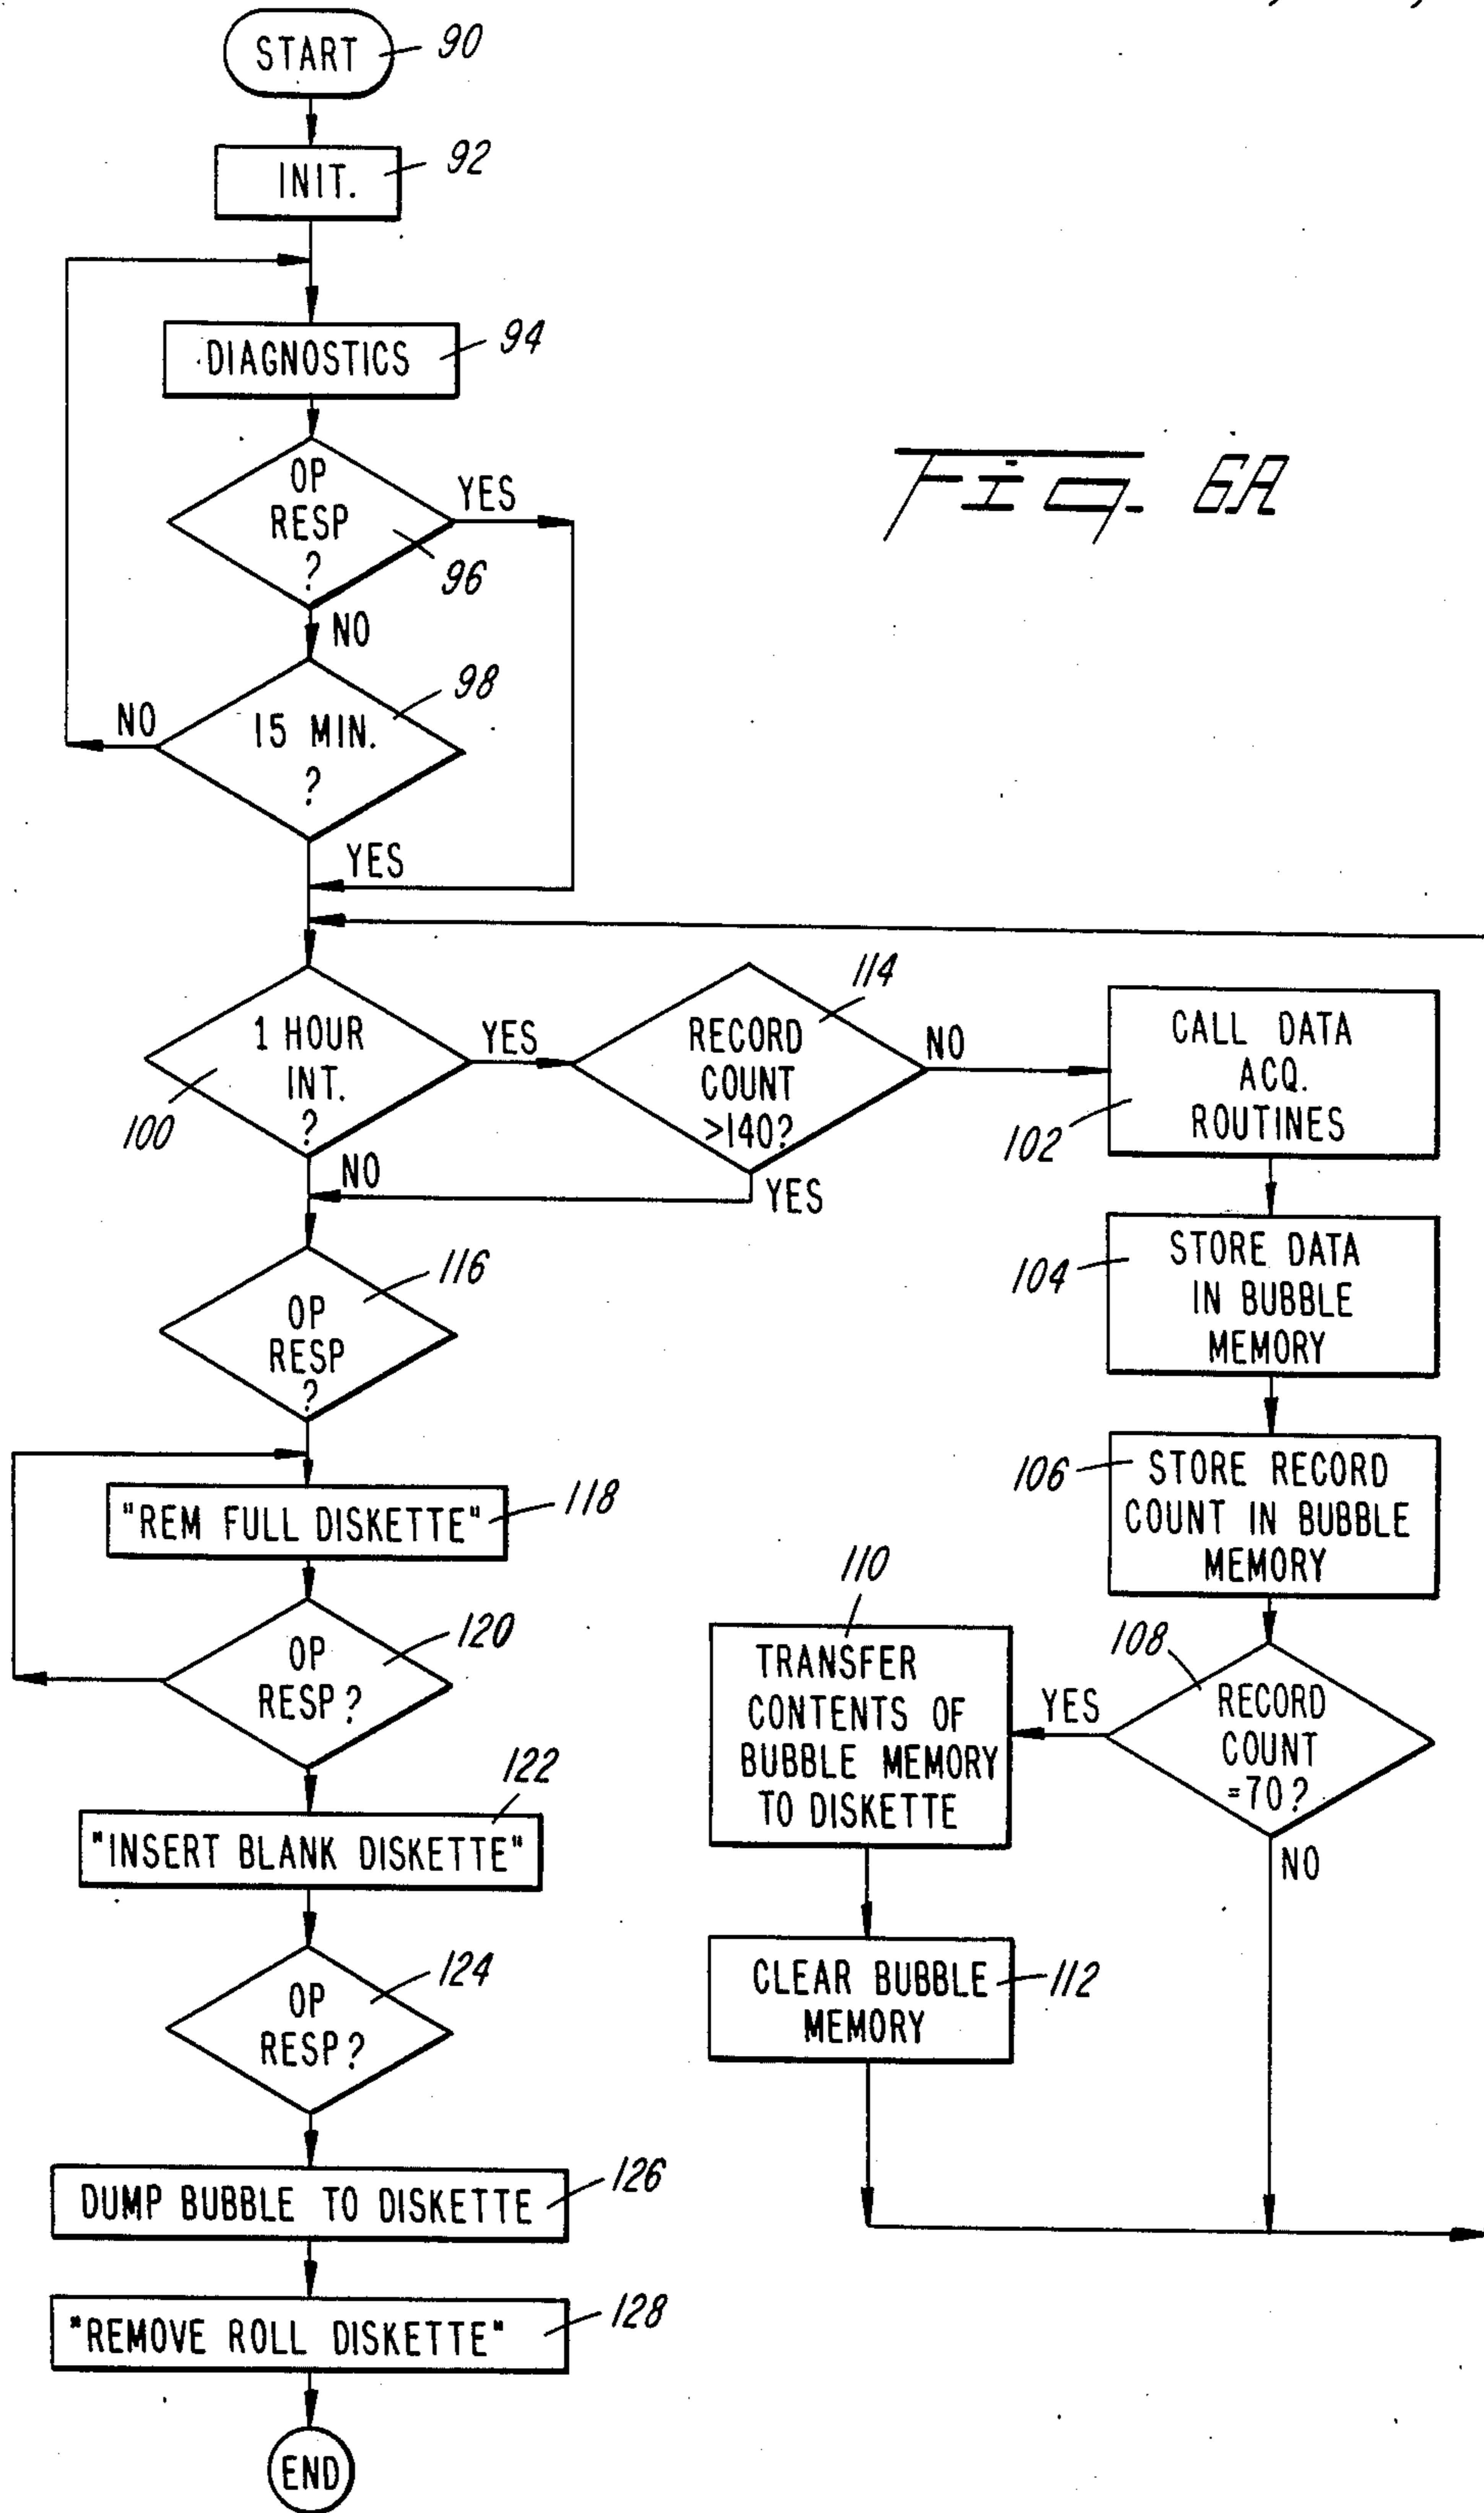 START
90
INIT.
92
DIAGNOSTICS
94
OP
RESP
?
YES
96
NO
Fig. 6A
98
NO
15 MIN.
?
YES
114
1 HOUR
INT.
?
100
YES
RECORD
COUNT
>140?
NO
CALL DATA
ACQ.
ROUTINES
102
NO
YES
116
OP
RESP
?
104
STORE DATA
IN BUBBLE
MEMORY
106
STORE RECORD
COUNT IN BUBBLE
MEMORY
"REM FULL DISKETTE"
118
110
120
OP
RESP?
TRANSFER
CONTENTS OF
BUBBLE MEMORY
TO DISKETTE
108
YES
RECORD
COUNT
=70?
NO
122
"INSERT BLANK DISKETTE"
124
OP
RESP?
CLEAR BUBBLE
MEMORY
112
DUMP BUBBLE TO DISKETTE
126
"REMOVE ROLL DISKETTE"
128
END